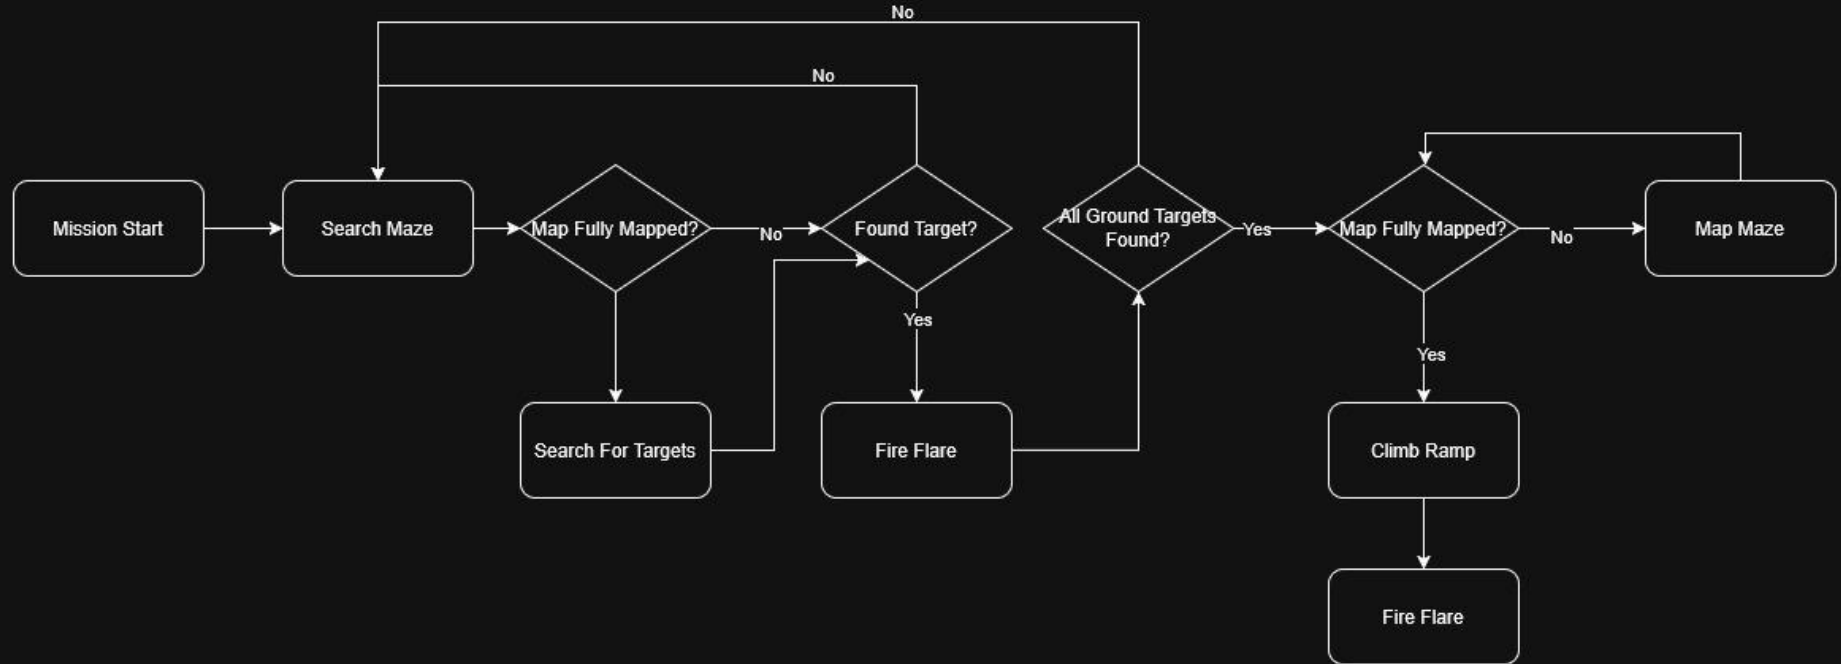 No
No
Mission Start
Search Maze
Map Fully Mapped?
No
Found Target?
All Ground Targets
Found?
Yes
Map Fully Mapped?
No
Map Maze
Yes
Yes
Search For Targets
Fire Flare
Climb Ramp
Fire Flare